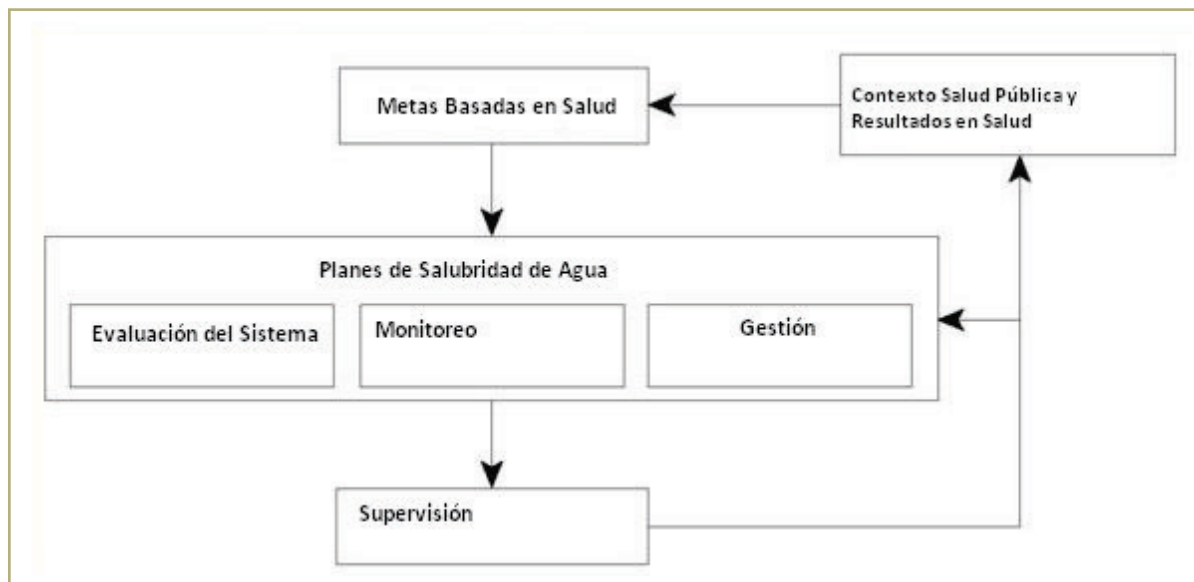 Metas Basadas en Salud
Contexto Salud Pública y
Resultados en Salud
Planes de Salubridad de Agua
Evaluación del Sistema
Monitoreo
Gestión
Supervisión